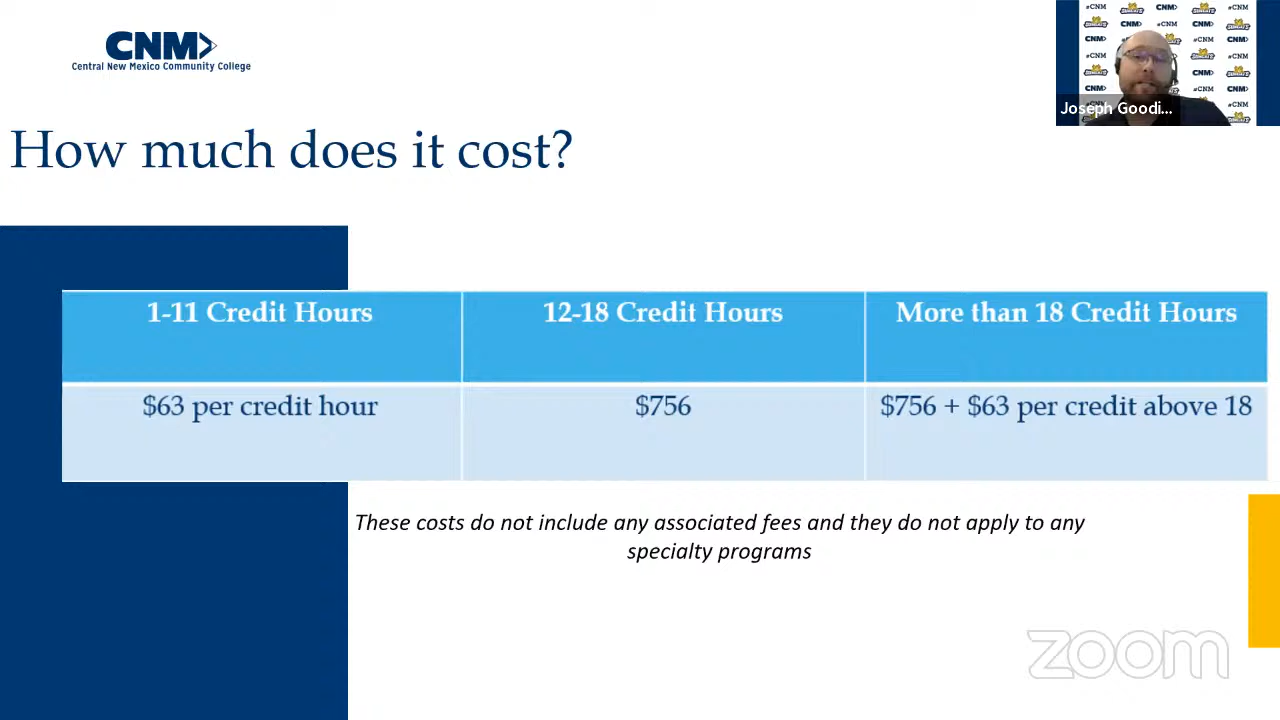 CNM
Central New Mexico Community College
Joseph Goodi...
How much does it cost?
1-11 Credit Hours
12-18 Credit Hours
More than 18 Credit Hours
$63 per credit hour
$756
$756 + $63 per credit above 18
These costs do not include any associated fees and they do not apply to any
specialty programs
zoom